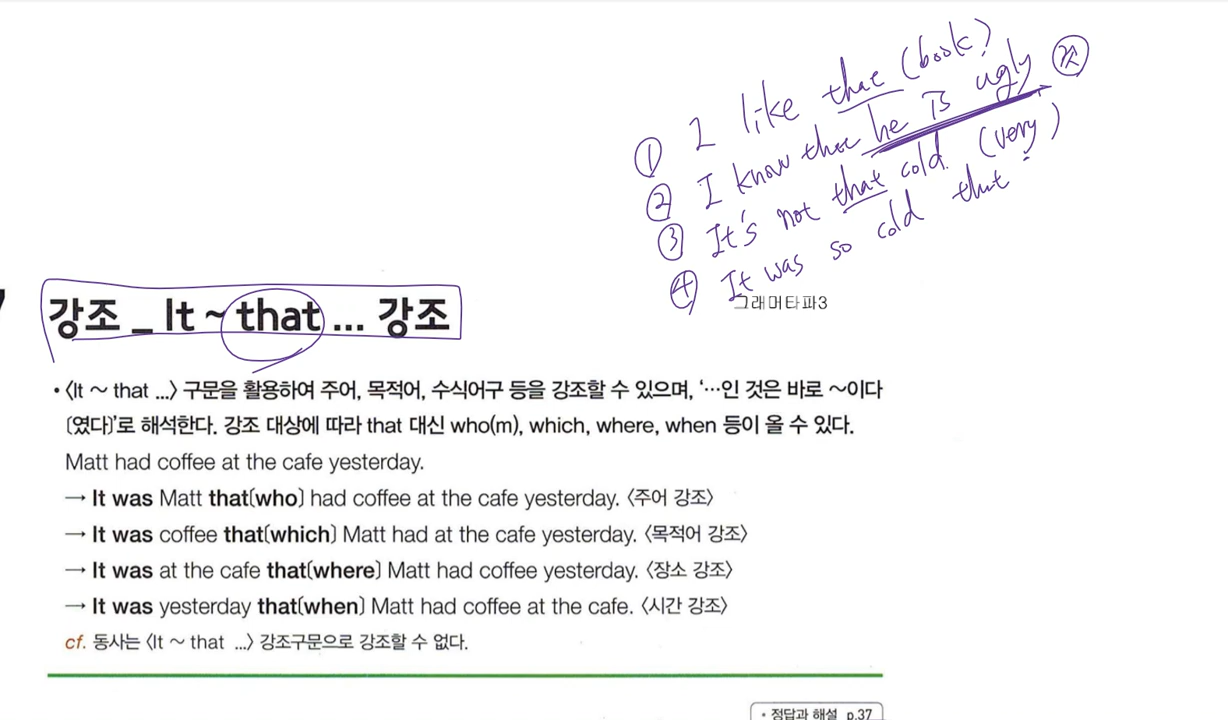 ① I like that (book)
② I know that he is ugly
③ It's not that cold. (very)
④ It was so cold that
그래머타파3
강조 _ It ~ that ... 강조
• 〈It ~ that ...〉 구문을 활용하여 주어, 목적어, 수식어구 등을 강조할 수 있으며, ‘…인 것은 바로 ~이다
〔였다〕’로 해석한다. 강조 대상에 따라 that 대신 who(m), which, where, when 등이 올 수 있다.
Matt had coffee at the cafe yesterday.
→ It was Matt that〔who〕 had coffee at the cafe yesterday. 〈주어 강조〉
→ It was coffee that〔which〕 Matt had at the cafe yesterday. 〈목적어 강조〉
→ It was at the cafe that〔where〕 Matt had coffee yesterday. 〈장소 강조〉
→ It was yesterday that〔when〕 Matt had coffee at the cafe. 〈시간 강조〉
cf. 동사는 〈It ~ that ...〉 강조구문으로 강조할 수 없다.
• 정답과 해설 p.37